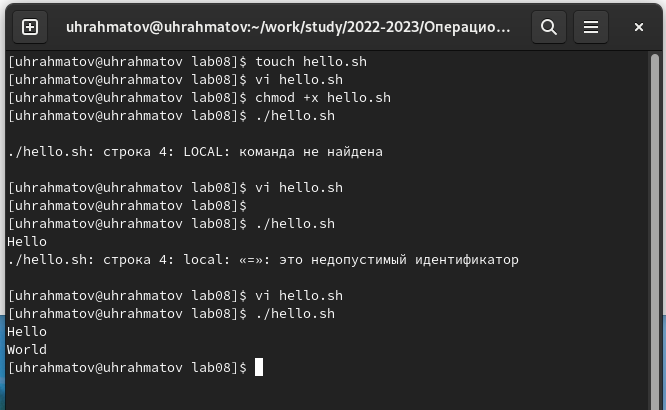 uhrahmatov@uhrahmatov:~/work/study/2022-2023/Операцио...
[uhrahmatov@uhrahmatov lab08]$ touch hello.sh
[uhrahmatov@uhrahmatov lab08]$ vi hello.sh
[uhrahmatov@uhrahmatov lab08]$ chmod +x hello.sh
[uhrahmatov@uhrahmatov lab08]$ ./hello.sh
./hello.sh: строка 4: LOCAL: команда не найдена
[uhrahmatov@uhrahmatov lab08]$ vi hello.sh
[uhrahmatov@uhrahmatov lab08]$
[uhrahmatov@uhrahmatov lab08]$ ./hello.sh
Hello
./hello.sh: строка 4: local: «=»: это недопустимый идентификатор
[uhrahmatov@uhrahmatov lab08]$ vi hello.sh
[uhrahmatov@uhrahmatov lab08]$ ./hello.sh
Hello
World
[uhrahmatov@uhrahmatov lab08]$